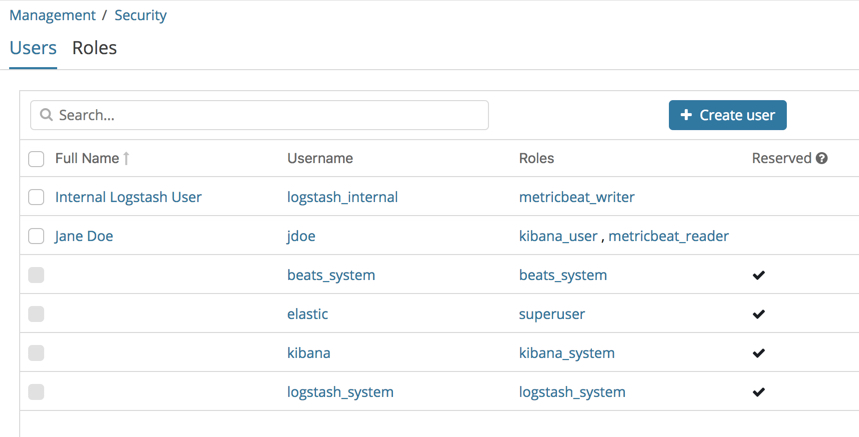 Management / Security
Users Roles
Search...
+ Create user
Full Name ↑ Username Roles Reserved ?
Internal Logstash User logstash_internal metricbeat_writer
Jane Doe jdoe kibana_user , metricbeat_reader
beats_system beats_system ✔
elastic superuser ✔
kibana kibana_system ✔
logstash_system logstash_system ✔